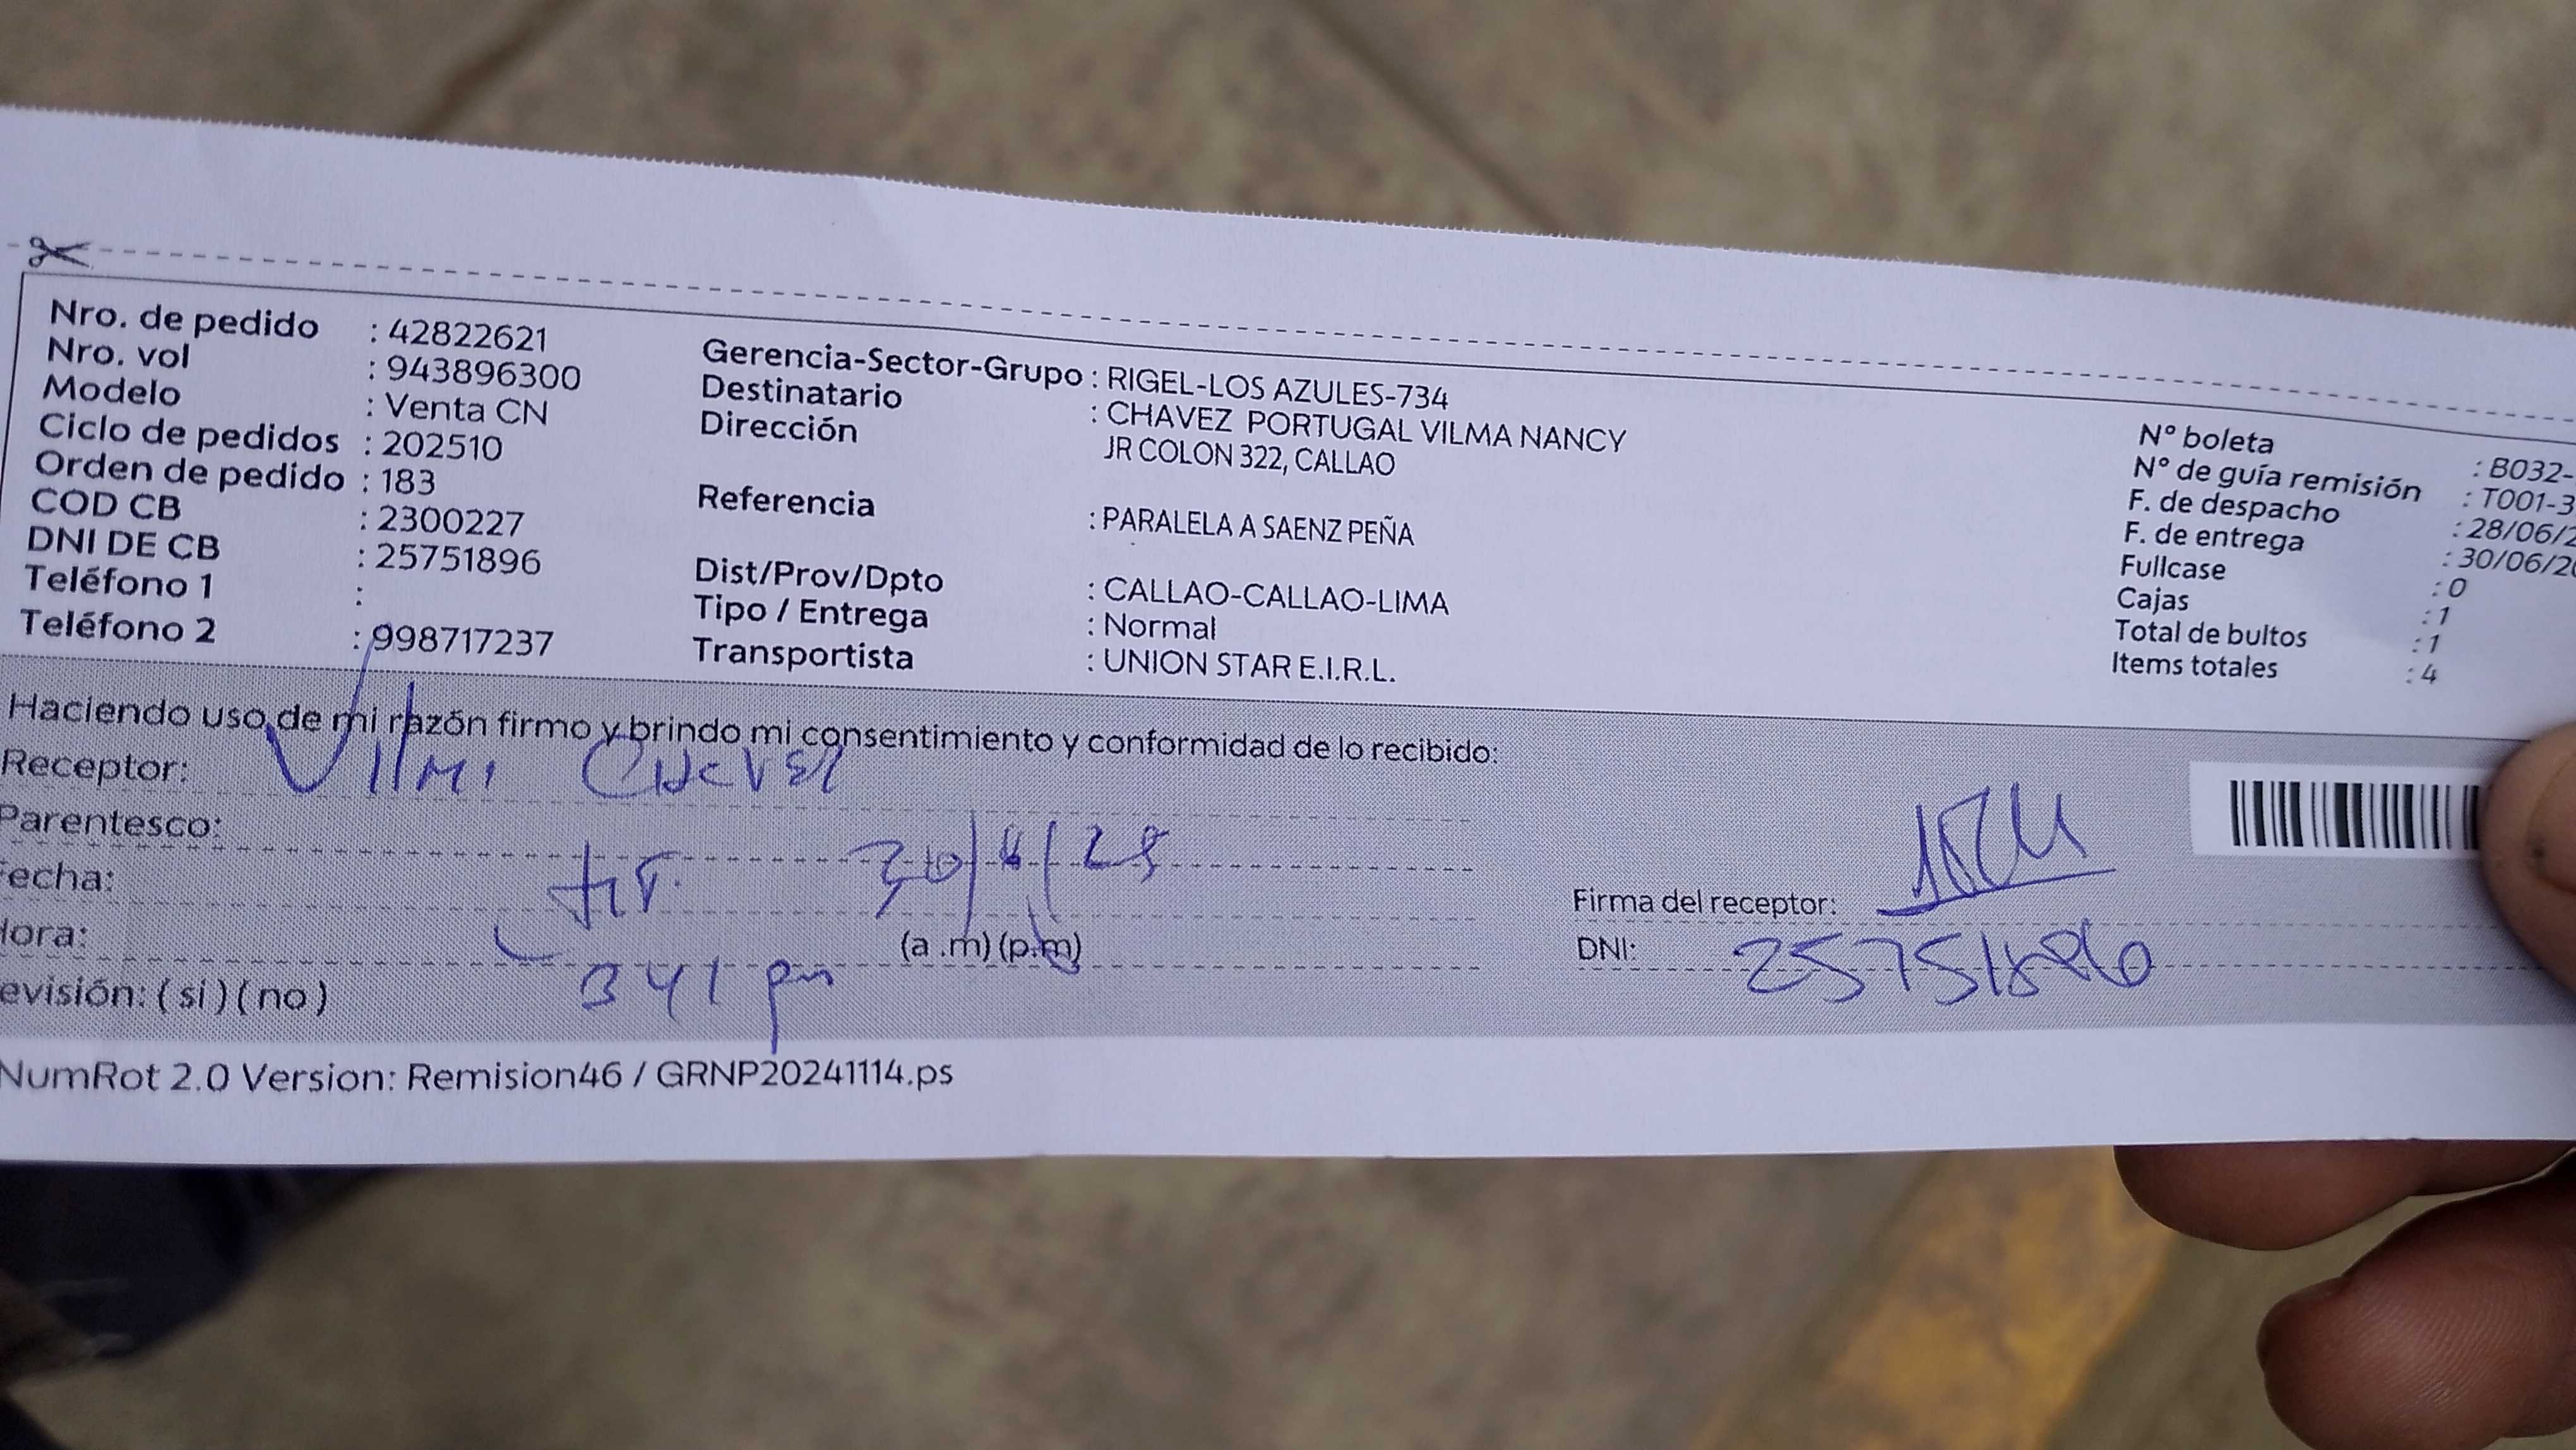 Nro. de pedido : 42822621
Nro. vol : 943896300
Modelo : Venta CN
Ciclo de pedidos : 202510
Orden de pedido : 183
COD CB : 2300227
DNI DE CB : 25751896
Teléfono 1 :
Teléfono 2 : 998717237
Gerencia-Sector-Grupo : RIGEL-LOS AZULES-734
Destinatario : CHAVEZ PORTUGAL VILMA NANCY
Dirección JR COLON 322, CALLAO
Referencia : PARALELA A SAENZ PEÑA
Dist/Prov/Dpto : CALLAO-CALLAO-LIMA
Tipo / Entrega : Normal
Transportista : UNION STAR E.I.R.L.
N° boleta : B032-
N° de guía remisión : T001-3
F. de despacho : 28/06/2
F. de entrega : 30/06/20
Fullcase : 0
Cajas : 1
Total de bultos : 1
Items totales : 4
Haciendo uso de mi razón firmo y brindo mi consentimiento y conformidad de lo recibido:
Receptor:
Parentesco:
echa: 30/6/25
ora: (a .m) (p.m)
evisión: ( si ) ( no ) 341 pm
Firma del receptor:
DNI: 25751896
NumRot 2.0 Version: Remision46 / GRNP20241114.ps